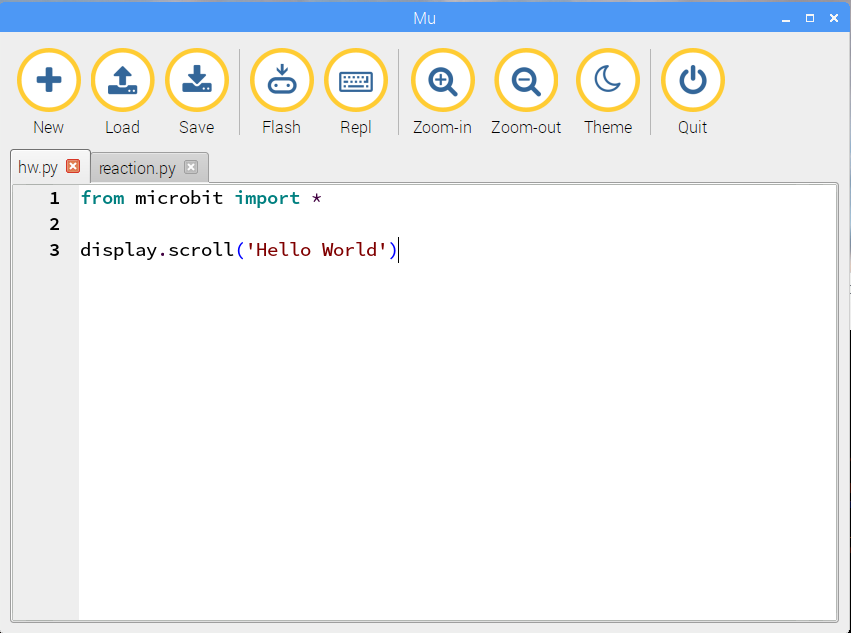 Mu
New Load Save Flash Repl Zoom-in Zoom-out Theme Quit
hw.py reaction.py
1 from microbit import *
2
3 display.scroll('Hello World')